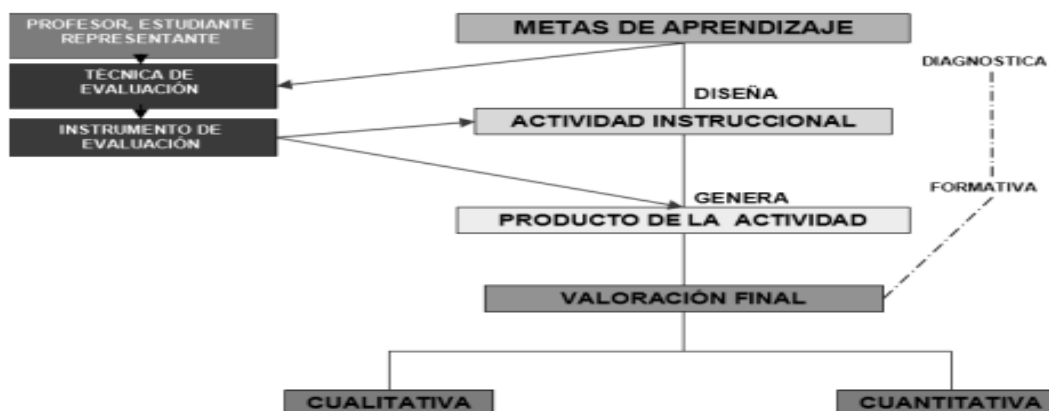 PROFESOR, ESTUDIANTE
REPRESENTANTE
TÉCNICA DE
EVALUACIÓN
INSTRUMENTO DE
EVALUACIÓN
METAS DE APRENDIZAJE
DISEÑA
ACTIVIDAD INSTRUCCIONAL
GENERA
PRODUCTO DE LA ACTIVIDAD
VALORACIÓN FINAL
CUALITATIVA
CUANTITATIVA
DIAGNOSTICA
FORMATIVA